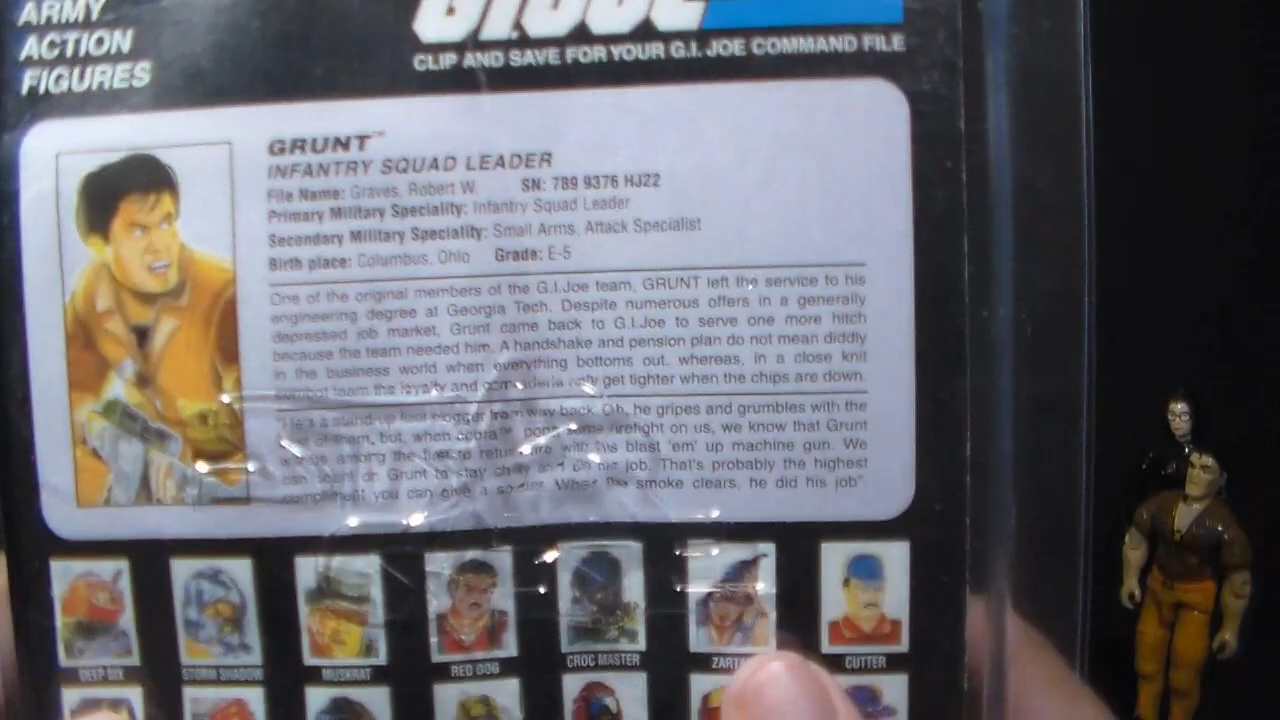 ARMY
ACTION
FIGURES
G.I. JOE
CLIP AND SAVE FOR YOUR G.I. JOE COMMAND FILE
GRUNT™
INFANTRY SQUAD LEADER
File Name: Graves, Robert W. SN: 789 9376 HJ22
Primary Military Speciality: Infantry Squad Leader
Secondary Military Speciality: Small Arms, Attack Specialist
Birth place: Columbus, Ohio Grade: E-5
One of the original members of the G.I.Joe team, GRUNT left the service to his
engineering degree at Georgia Tech. Despite numerous offers in a generally
depressed job market, Grunt came back to G.I.Joe to serve one more hitch
because the team needed him. A handshake and pension plan do not mean diddly
in the business world when everything bottoms out. whereas, in a close knit
combat team the loyalty and only get tighter when the chips are down
"He's a stand-up foot slogger from way back. Oh, he gripes and grumbles with the
of them, but, when cobra™ pops some firefight on us, we know that Grunt
among the first to return fire with his blast 'em' up machine gun. We
can on Grunt to stay and do his job. That's probably the highest
compliment you can give a soldier. When the smoke clears, he did his job"
DEEP SIX
STORM SHADOW
MUSKRAT
RED DOG
CROC MASTER
ZARTA
CUTTER